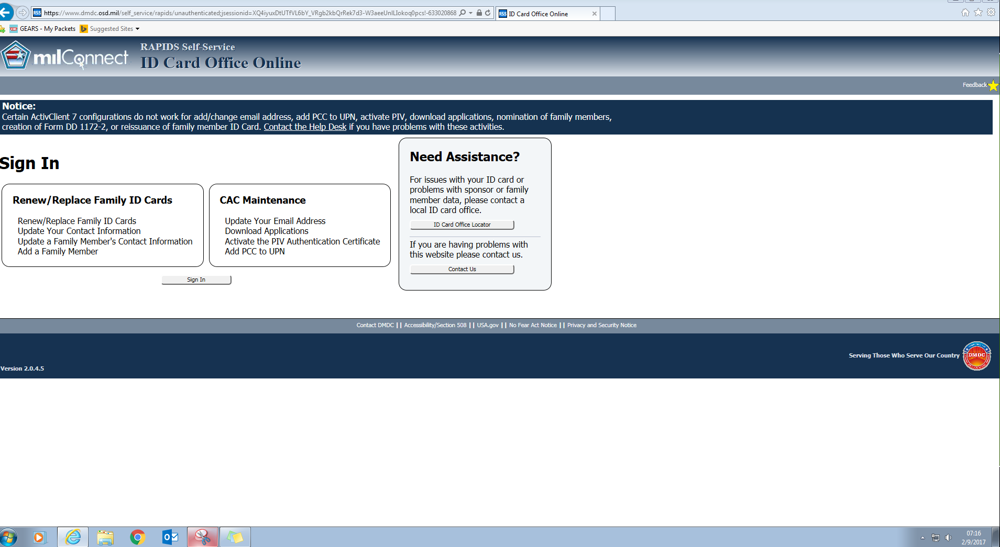 https://www.dmdc.osd.mil/self_service/rapids/unauthenticated;jsessionid=XQ4iyuxDtUTfVL6bY_VRgb2kbQrRek7d3-W3aeeUnILIokoq0pcs!-633020868
RSS ID Card Office Online
GEARS - My Packets Suggested Sites
milConnect
RAPIDS Self-Service
ID Card Office Online
Feedback
Notice:
Certain ActivClient 7 configurations do not work for add/change email address, add PCC to UPN, activate PIV, download applications, nomination of family members,
creation of Form DD 1172-2, or reissuance of family member ID Card. Contact the Help Desk if you have problems with these activities.
Sign In
Renew/Replace Family ID Cards
Renew/Replace Family ID Cards
Update Your Contact Information
Update a Family Member's Contact Information
Add a Family Member
CAC Maintenance
Update Your Email Address
Download Applications
Activate the PIV Authentication Certificate
Add PCC to UPN
Sign In
Need Assistance?
For issues with your ID card or
problems with sponsor or family
member data, please contact a
local ID card office.
ID Card Office Locator
If you are having problems with
this website please contact us.
Contact Us
Contact DMDC || Accessibility/Section 508 || USA.gov || No Fear Act Notice || Privacy and Security Notice
Serving Those Who Serve Our Country
DMDC
Version 2.0.4.5
07:16
2/9/2017